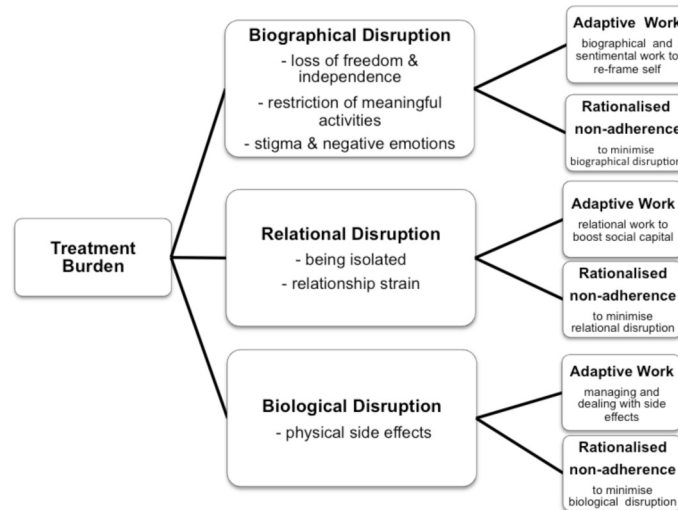 Treatment
Burden
Biographical Disruption
- loss of freedom &
independence
- restriction of meaningful
activities
- stigma & negative emotions
Adaptive Work
biographical and
sentimental work to
re-frame self
Rationalised
non-adherence
to minimise
biographical disruption
Relational Disruption
- being isolated
- relationship strain
Adaptive Work
relational work to
boost social capital
Rationalised
non-adherence
to minimise
relational disruption
Biological Disruption
- physical side effects
Adaptive Work
managing and
dealing with side
effects
Rationalised
non-adherence
to minimise
biological disruption